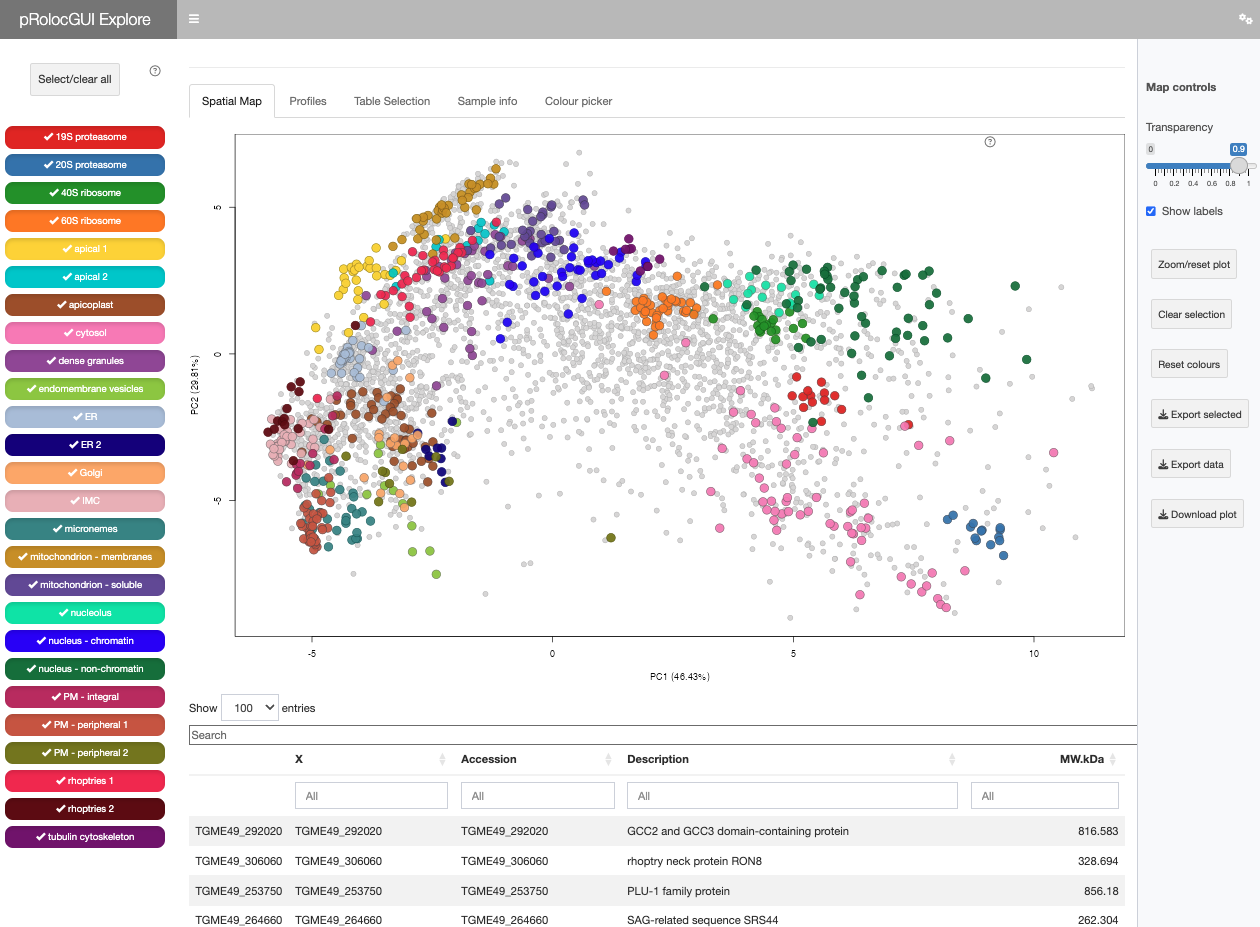 pRolocGUI Explore
Select/clear all
?
19S proteasome
20S proteasome
40S ribosome
60S ribosome
apical 1
apical 2
apicoplast
cytosol
dense granules
endomembrane vesicles
ER
ER 2
Golgi
IMC
micronemes
mitochondrion - membranes
mitochondrion - soluble
nucleolus
nucleus - chromatin
nucleus - non-chromatin
PM - integral
PM - peripheral 1
PM - peripheral 2
rhoptries 1
rhoptries 2
tubulin cytoskeleton
Spatial Map Profiles Table Selection Sample info Colour picker
?
PC2 (29.81%)
5
0
-5
-5 0 5 10
PC1 (46.43%)
Show 100 entries
Search
X Accession Description MW.kDa
All All All All
TGME49_292020 TGME49_292020 TGME49_292020 GCC2 and GCC3 domain-containing protein 816.583
TGME49_306060 TGME49_306060 TGME49_306060 rhoptry neck protein RON8 328.694
TGME49_253750 TGME49_253750 TGME49_253750 PLU-1 family protein 856.18
TGME49_264660 TGME49_264660 TGME49_264660 SAG-related sequence SRS44 262.304
Map controls
Transparency
0 0.9
0 0.2 0.4 0.6 0.8 1
Show labels
Zoom/reset plot
Clear selection
Reset colours
Export selected
Export data
Download plot